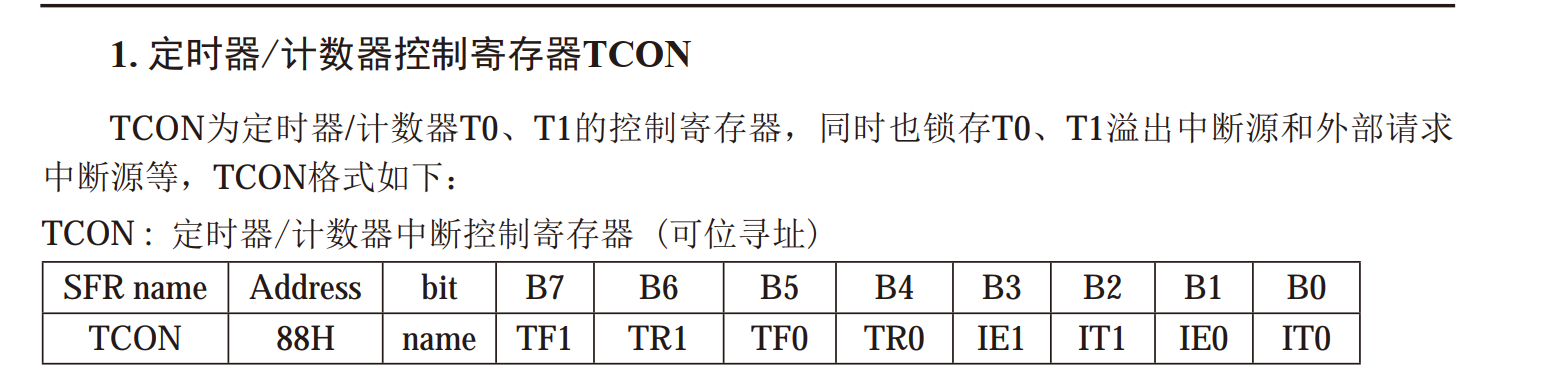 1. 定时器/计数器控制寄存器TCON
TCON为定时器/计数器T0、T1的控制寄存器，同时也锁存T0、T1溢出中断源和外部请求
中断源等，TCON格式如下：
TCON : 定时器/计数器中断控制寄存器 (可位寻址)
SFR name Address bit B7 B6 B5 B4 B3 B2 B1 B0
TCON 88H name TF1 TR1 TF0 TR0 IE1 IT1 IE0 IT0